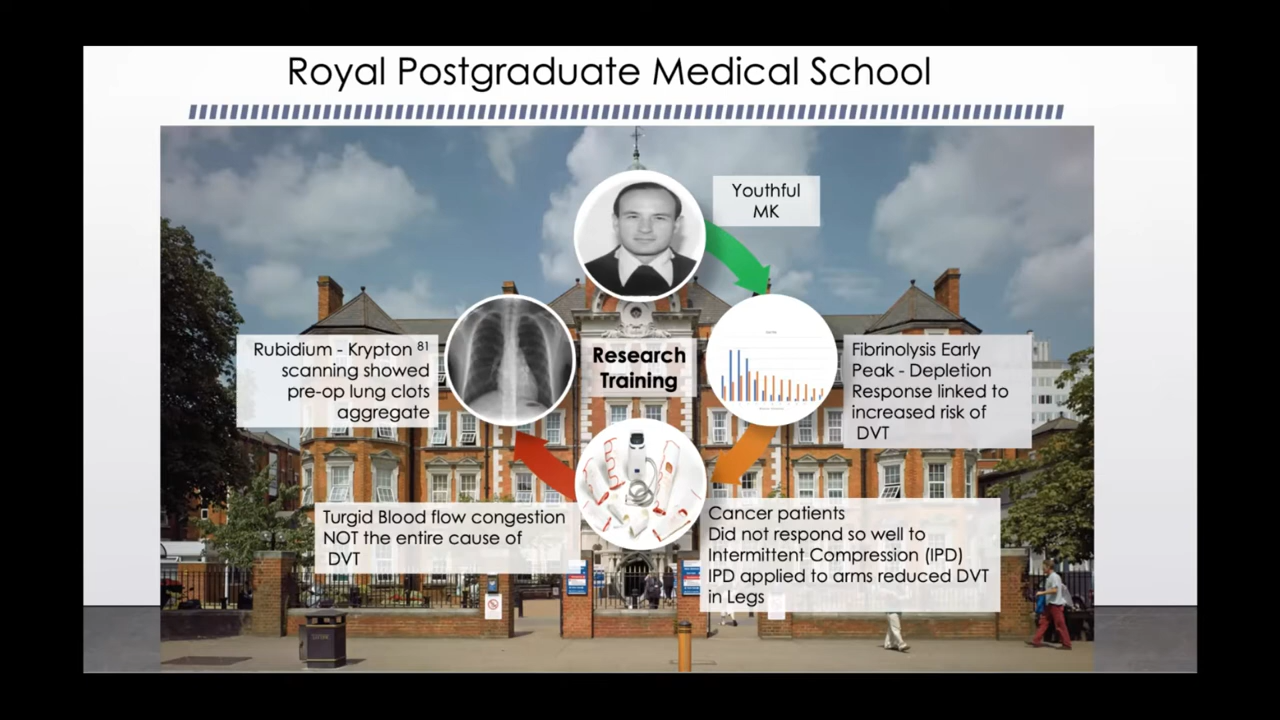 Royal Postgraduate Medical School
Youthful
MK
Research
Training
Fibrinolysis Early
Peak - Depletion
Response linked to
increased risk of
DVT
Cancer patients
Did not respond so well to
Intermittent Compression (IPD)
IPD applied to arms reduced DVT
in Legs
Turgid Blood flow congestion
NOT the entire cause of
DVT
Rubidium - Krypton 81
scanning showed
pre-op lung clots
aggregate